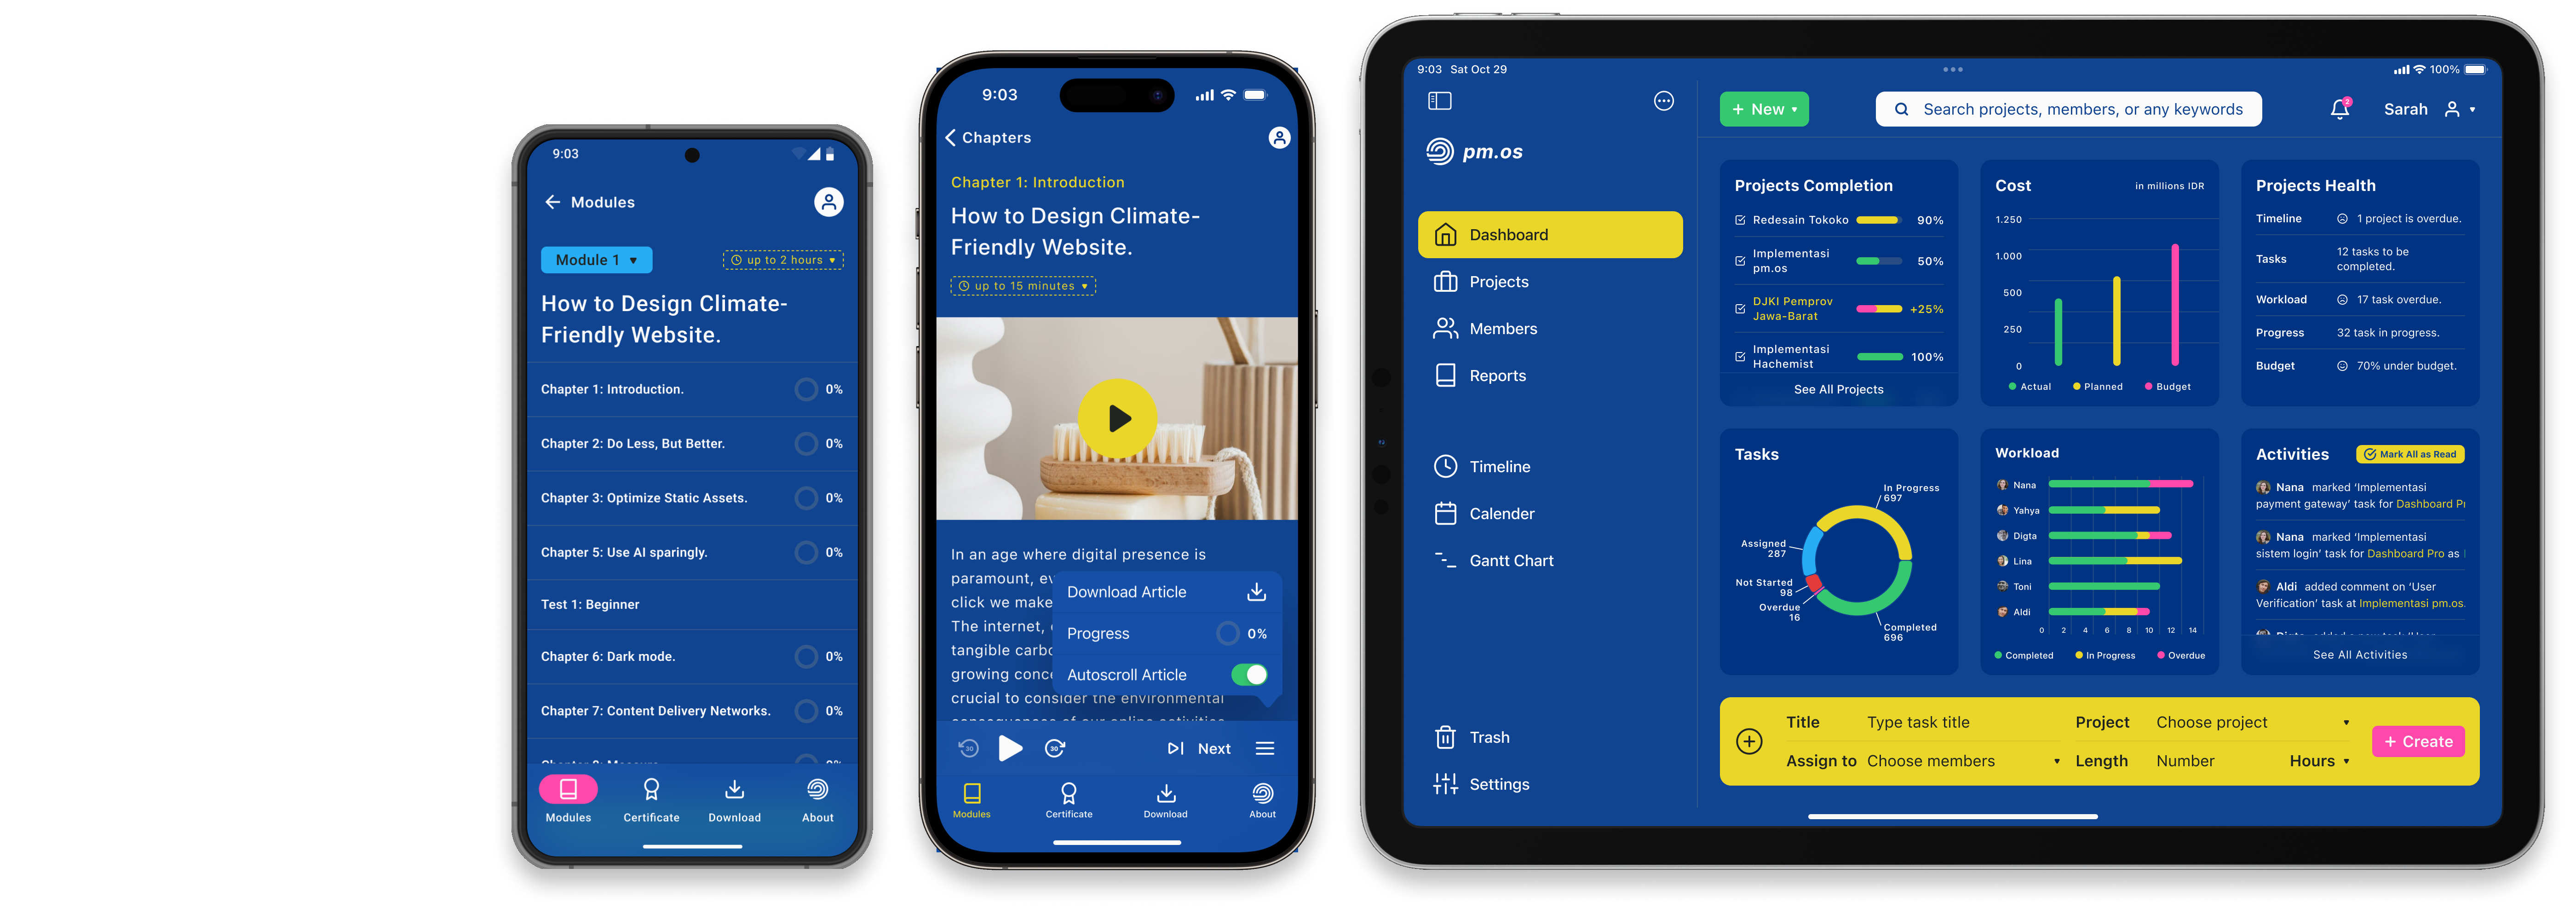 9:03
Modules
Module 1
up to 2 hours
How to Design Climate-
Friendly Website.
Chapter 1: Introduction.
0%
Chapter 2: Do Less, But Better.
0%
Chapter 3: Optimize Static Assets.
0%
Chapter 5: Use AI sparingly.
0%
Test 1: Beginner
Chapter 6: Dark mode.
0%
Chapter 7: Content Delivery Networks.
0%
Modules
Certificate
Download
About
9:03
Chapters
Chapter 1: Introduction
How to Design Climate-
Friendly Website.
up to 15 minutes
In an age where digital presence is
paramount,
click we make
The internet,
tangible
growing
crucial to consider the environmental
Download Article
Progress
0%
Autoscroll Article
30
30
Next
Modules
Certificate
Download
About
9:03 Sat Oct 29
100%
pm.os
Dashboard
Projects
Members
Reports
Timeline
Calender
Gantt Chart
Trash
Settings
+ New
Search projects, members, or any keywords
2
Sarah
Projects Completion
Redesain Tokoko
90%
Implementasi
pm.os
50%
DJKI Pemprov
Jawa-Barat
+25%
Implementasi
Hachemist
100%
See All Projects
Cost
in millions IDR
1.250
1.000
500
250
0
Actual
Planned
Budget
Projects Health
Timeline
1 project is overdue.
Tasks
12 tasks to be
completed.
Workload
17 task overdue.
Progress
32 task in progress.
Budget
70% under budget.
Tasks
In Progress
697
Assigned
287
Not Started
98
Overdue
16
Completed
696
Workload
Nana
Yahya
Digta
Lina
Toni
Aldi
0 2 4 6 8 10 12 14
Completed
In Progress
Overdue
Activities
Mark All as Read
Nana marked ‘Implementasi
payment gateway’ task for Dashboard
Nana marked ‘Implementasi
sistem login’ task for Dashboard Pro as
Aldi added comment on ‘User
Verification’ task at Implementasi pm.os.
See All Activities
Title
Type task title
Project
Choose project
Assign to
Choose members
Length
Number
Hours
+ Create